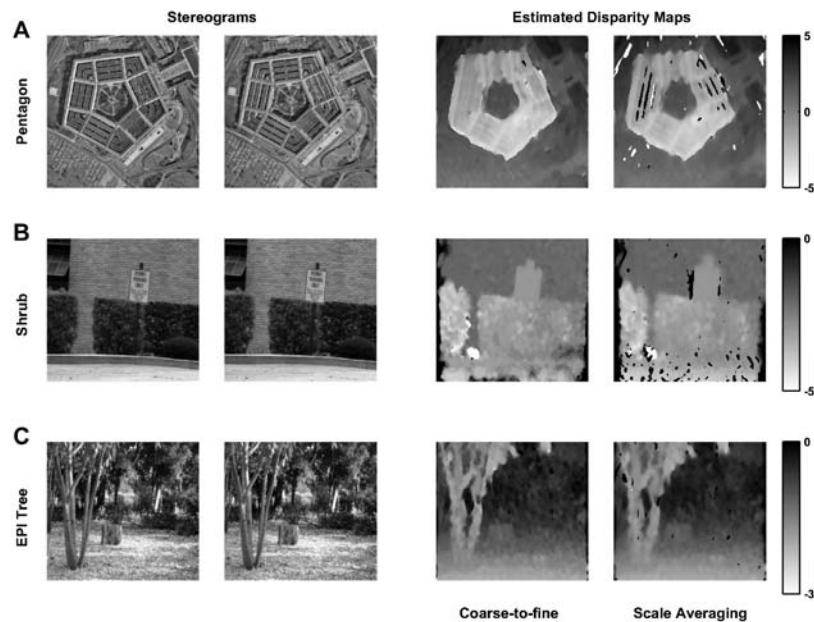 Stereograms
Estimated Disparity Maps
A
Pentagon
5
0
-5
B
Shrub
0
-5
C
EPI Tree
0
-3
Coarse-to-fine
Scale Averaging